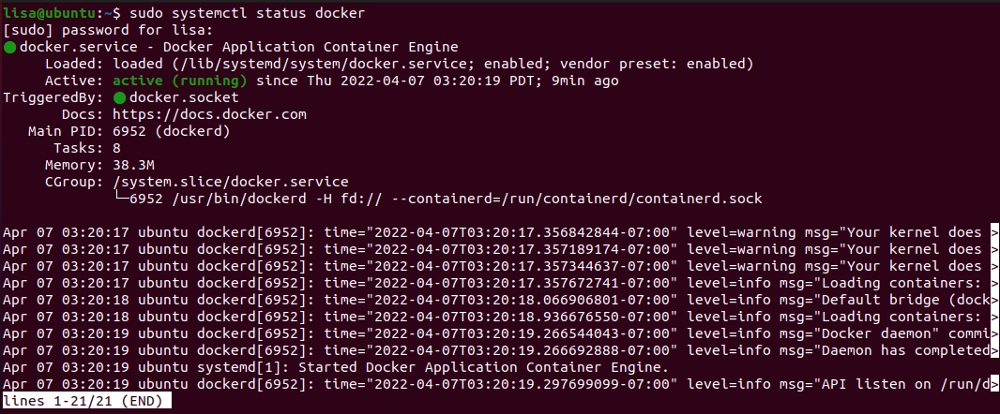 lisa@ubuntu:~$ sudo systemctl status docker
[sudo] password for lisa:
● docker.service - Docker Application Container Engine
     Loaded: loaded (/lib/systemd/system/docker.service; enabled; vendor preset: enabled)
     Active: active (running) since Thu 2022-04-07 03:20:19 PDT; 9min ago
TriggeredBy: ● docker.socket
       Docs: https://docs.docker.com
   Main PID: 6952 (dockerd)
      Tasks: 8
     Memory: 38.3M
     CGroup: /system.slice/docker.service
             └─6952 /usr/bin/dockerd -H fd:// --containerd=/run/containerd/containerd.sock
Apr 07 03:20:17 ubuntu dockerd[6952]: time="2022-04-07T03:20:17.356842844-07:00" level=warning msg="Your kernel does >
Apr 07 03:20:17 ubuntu dockerd[6952]: time="2022-04-07T03:20:17.357189174-07:00" level=warning msg="Your kernel does >
Apr 07 03:20:17 ubuntu dockerd[6952]: time="2022-04-07T03:20:17.357344637-07:00" level=warning msg="Your kernel does >
Apr 07 03:20:17 ubuntu dockerd[6952]: time="2022-04-07T03:20:17.357672741-07:00" level=info msg="Loading containers: >
Apr 07 03:20:18 ubuntu dockerd[6952]: time="2022-04-07T03:20:18.066906801-07:00" level=info msg="Default bridge (dock>
Apr 07 03:20:18 ubuntu dockerd[6952]: time="2022-04-07T03:20:18.936676550-07:00" level=info msg="Loading containers: >
Apr 07 03:20:19 ubuntu dockerd[6952]: time="2022-04-07T03:20:19.266544043-07:00" level=info msg="Docker daemon" commi>
Apr 07 03:20:19 ubuntu dockerd[6952]: time="2022-04-07T03:20:19.266692888-07:00" level=info msg="Daemon has completed>
Apr 07 03:20:19 ubuntu systemd[1]: Started Docker Application Container Engine.
Apr 07 03:20:19 ubuntu dockerd[6952]: time="2022-04-07T03:20:19.297699099-07:00" level=info msg="API listen on /run/d>
lines 1-21/21 (END)